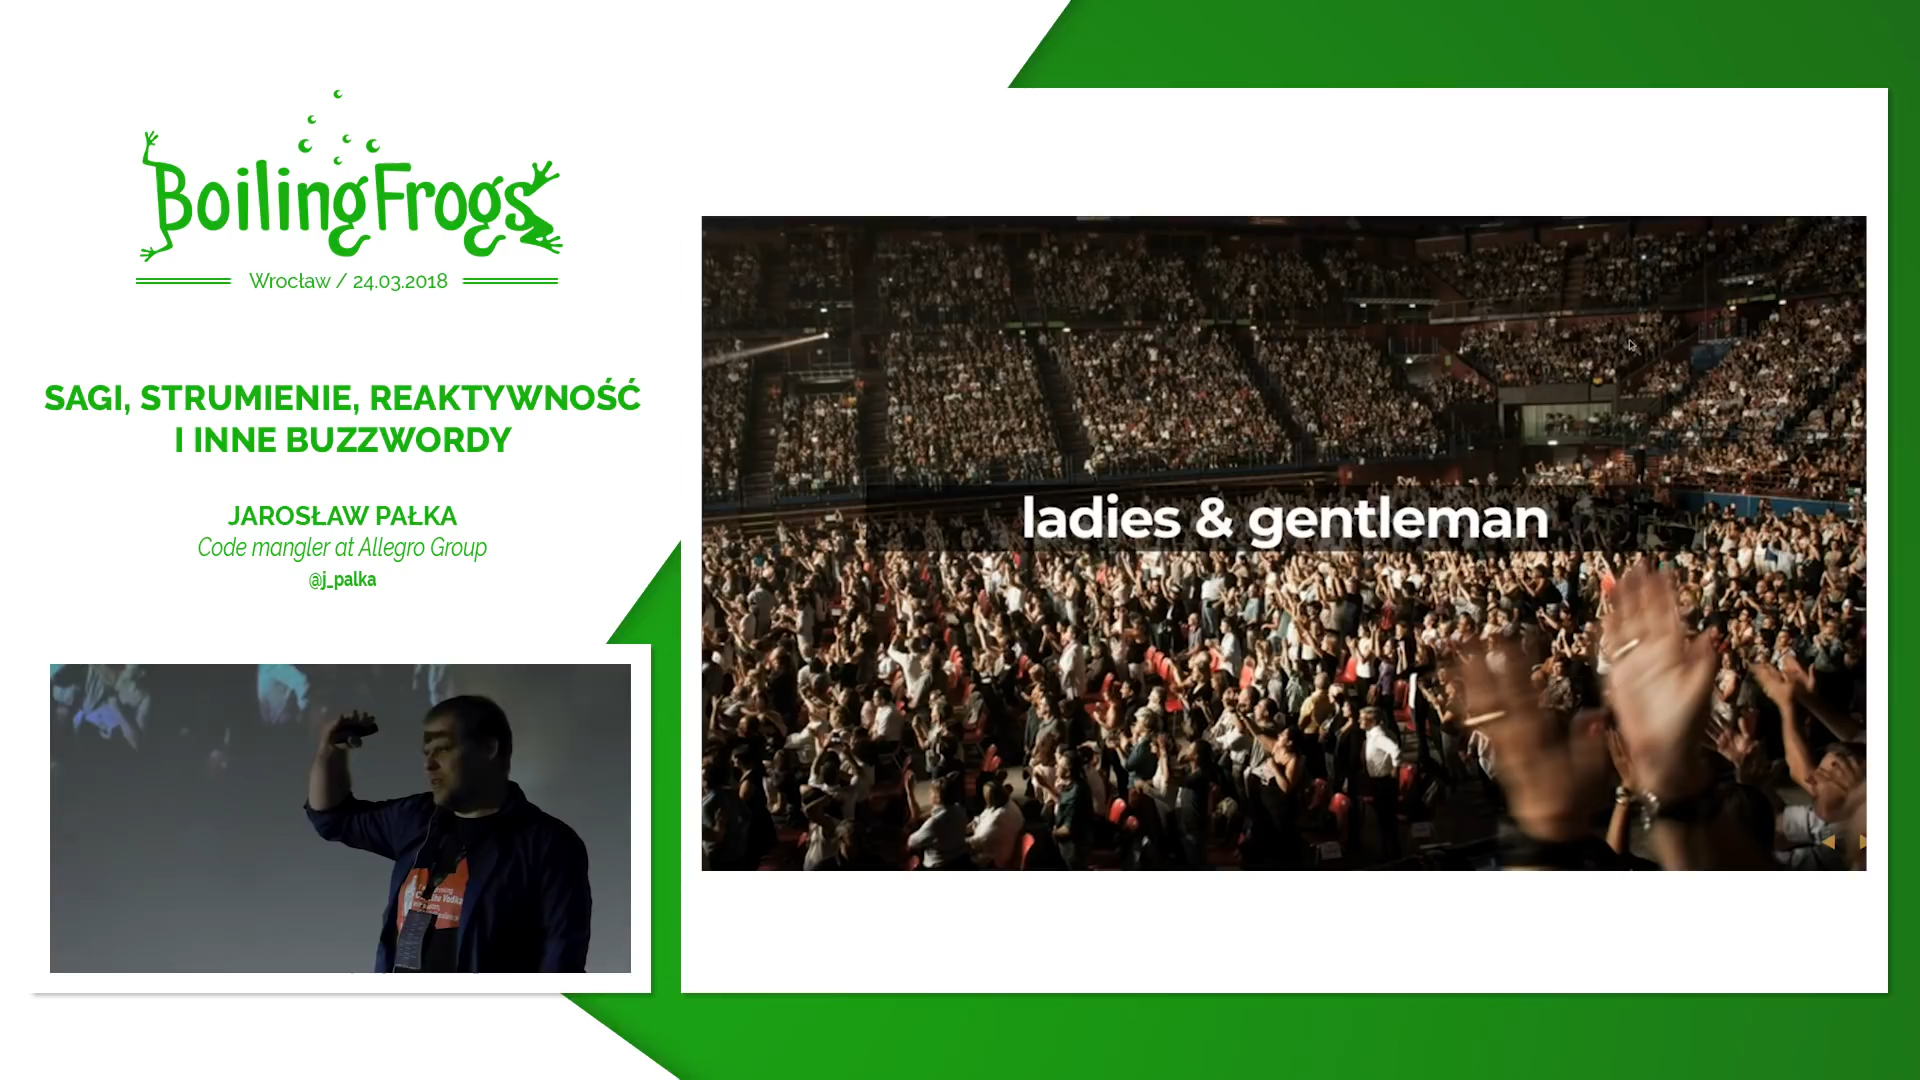 BoilingFrogs
Wrocław / 24.03.2018
SAGI, STRUMIENIE, REAKTYWNOŚĆ
I INNE BUZZWORDY
JAROSŁAW PAŁKA
Code mangler at Allegro Group
@j_palka
ladies & gentleman
Vodka